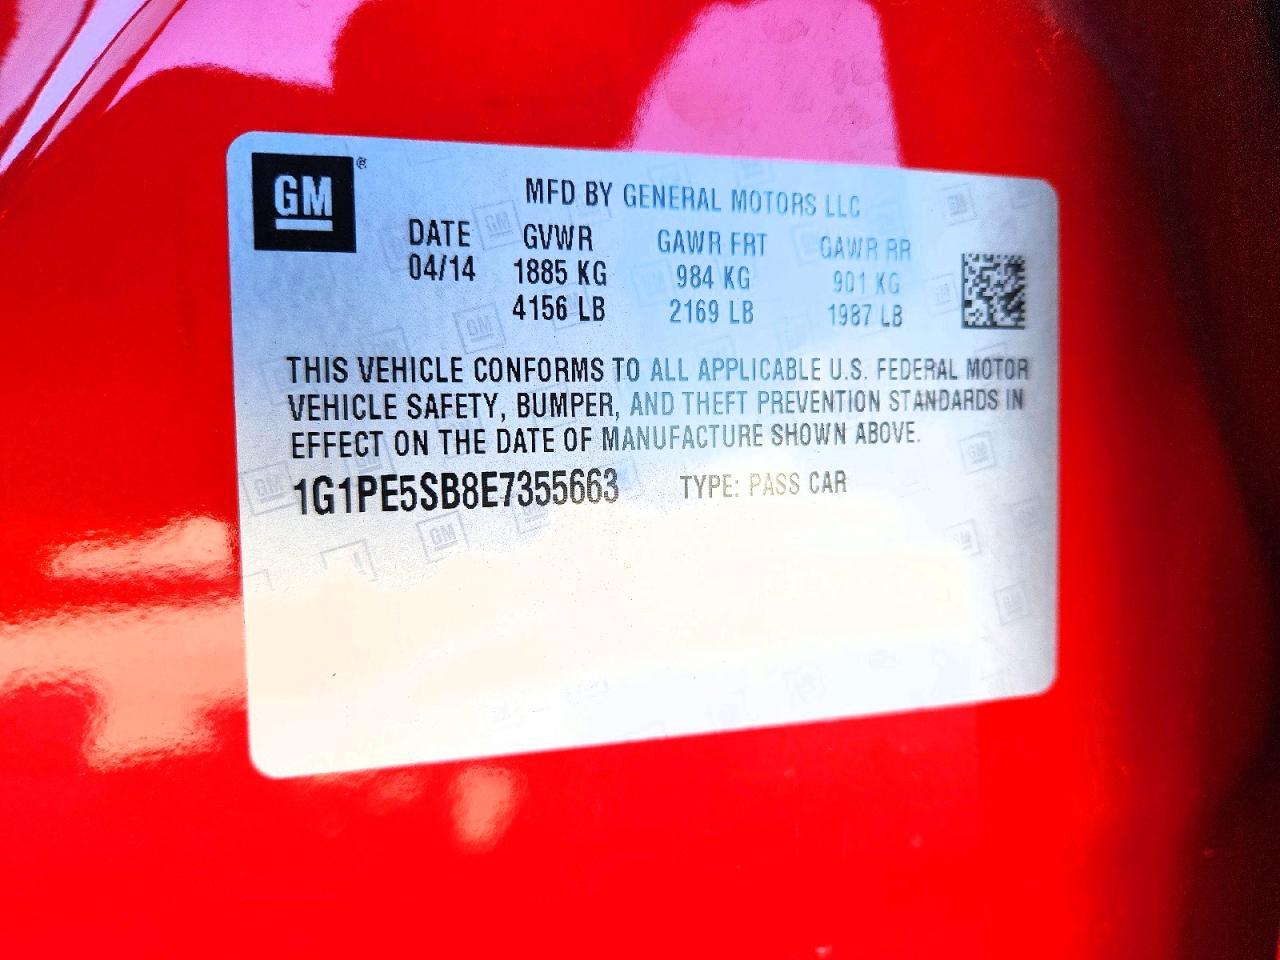 GM®
MFD BY GENERAL MOTORS LLC
DATE GVWR GAWR FRT GAWR RR
04/14 1885 KG 984 KG 901 KG
4156 LB 2169 LB 1987 LB
THIS VEHICLE CONFORMS TO ALL APPLICABLE U.S. FEDERAL MOTOR
VEHICLE SAFETY, BUMPER, AND THEFT PREVENTION STANDARDS IN
EFFECT ON THE DATE OF MANUFACTURE SHOWN ABOVE.
1G1PE5SB8E7355663 TYPE: PASS CAR